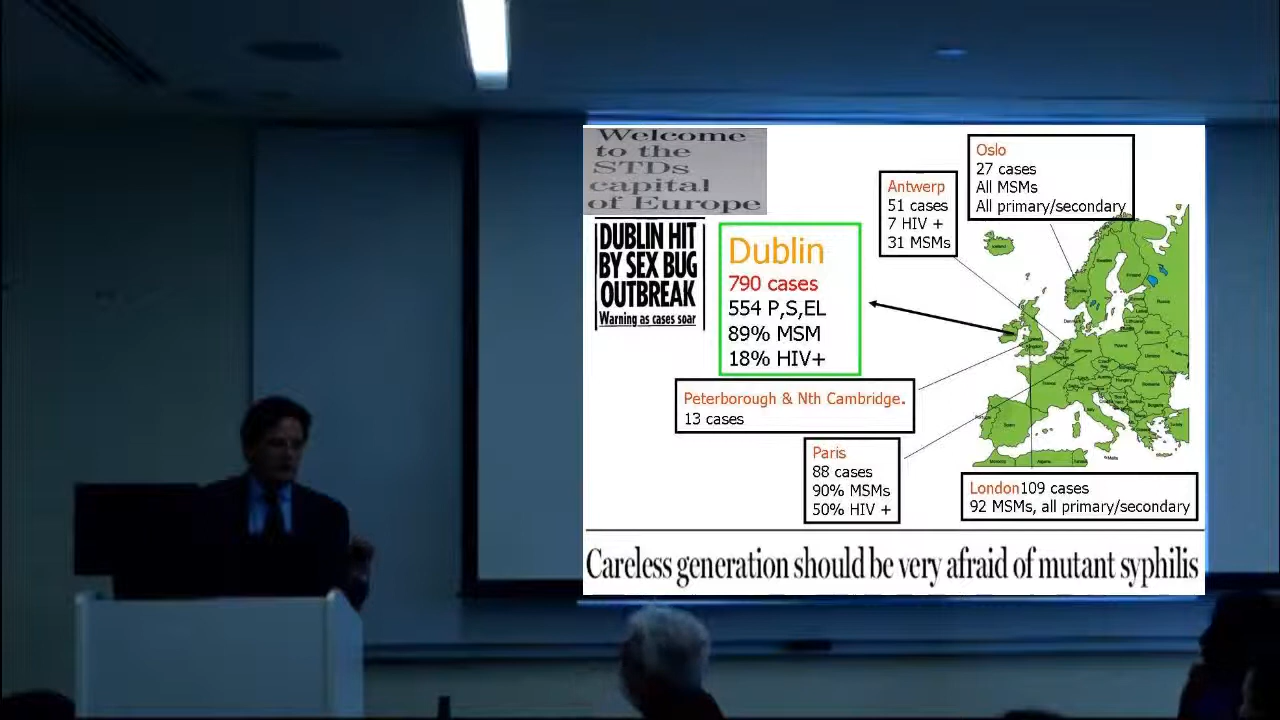 Welcome
to the
STDs
capital
of Europe
DUBLIN HIT
BY SEX BUG
OUTBREAK
Warning as cases soar
Dublin
790 cases
554 P,S,EL
89% MSM
18% HIV+
Antwerp
51 cases
7 HIV +
31 MSMs
Oslo
27 cases
All MSMs
All primary/secondary
Peterborough & Nth Cambridge.
13 cases
Paris
88 cases
90% MSMs
50% HIV +
London109 cases
92 MSMs, all primary/secondary
Careless generation should be very afraid of mutant syphilis